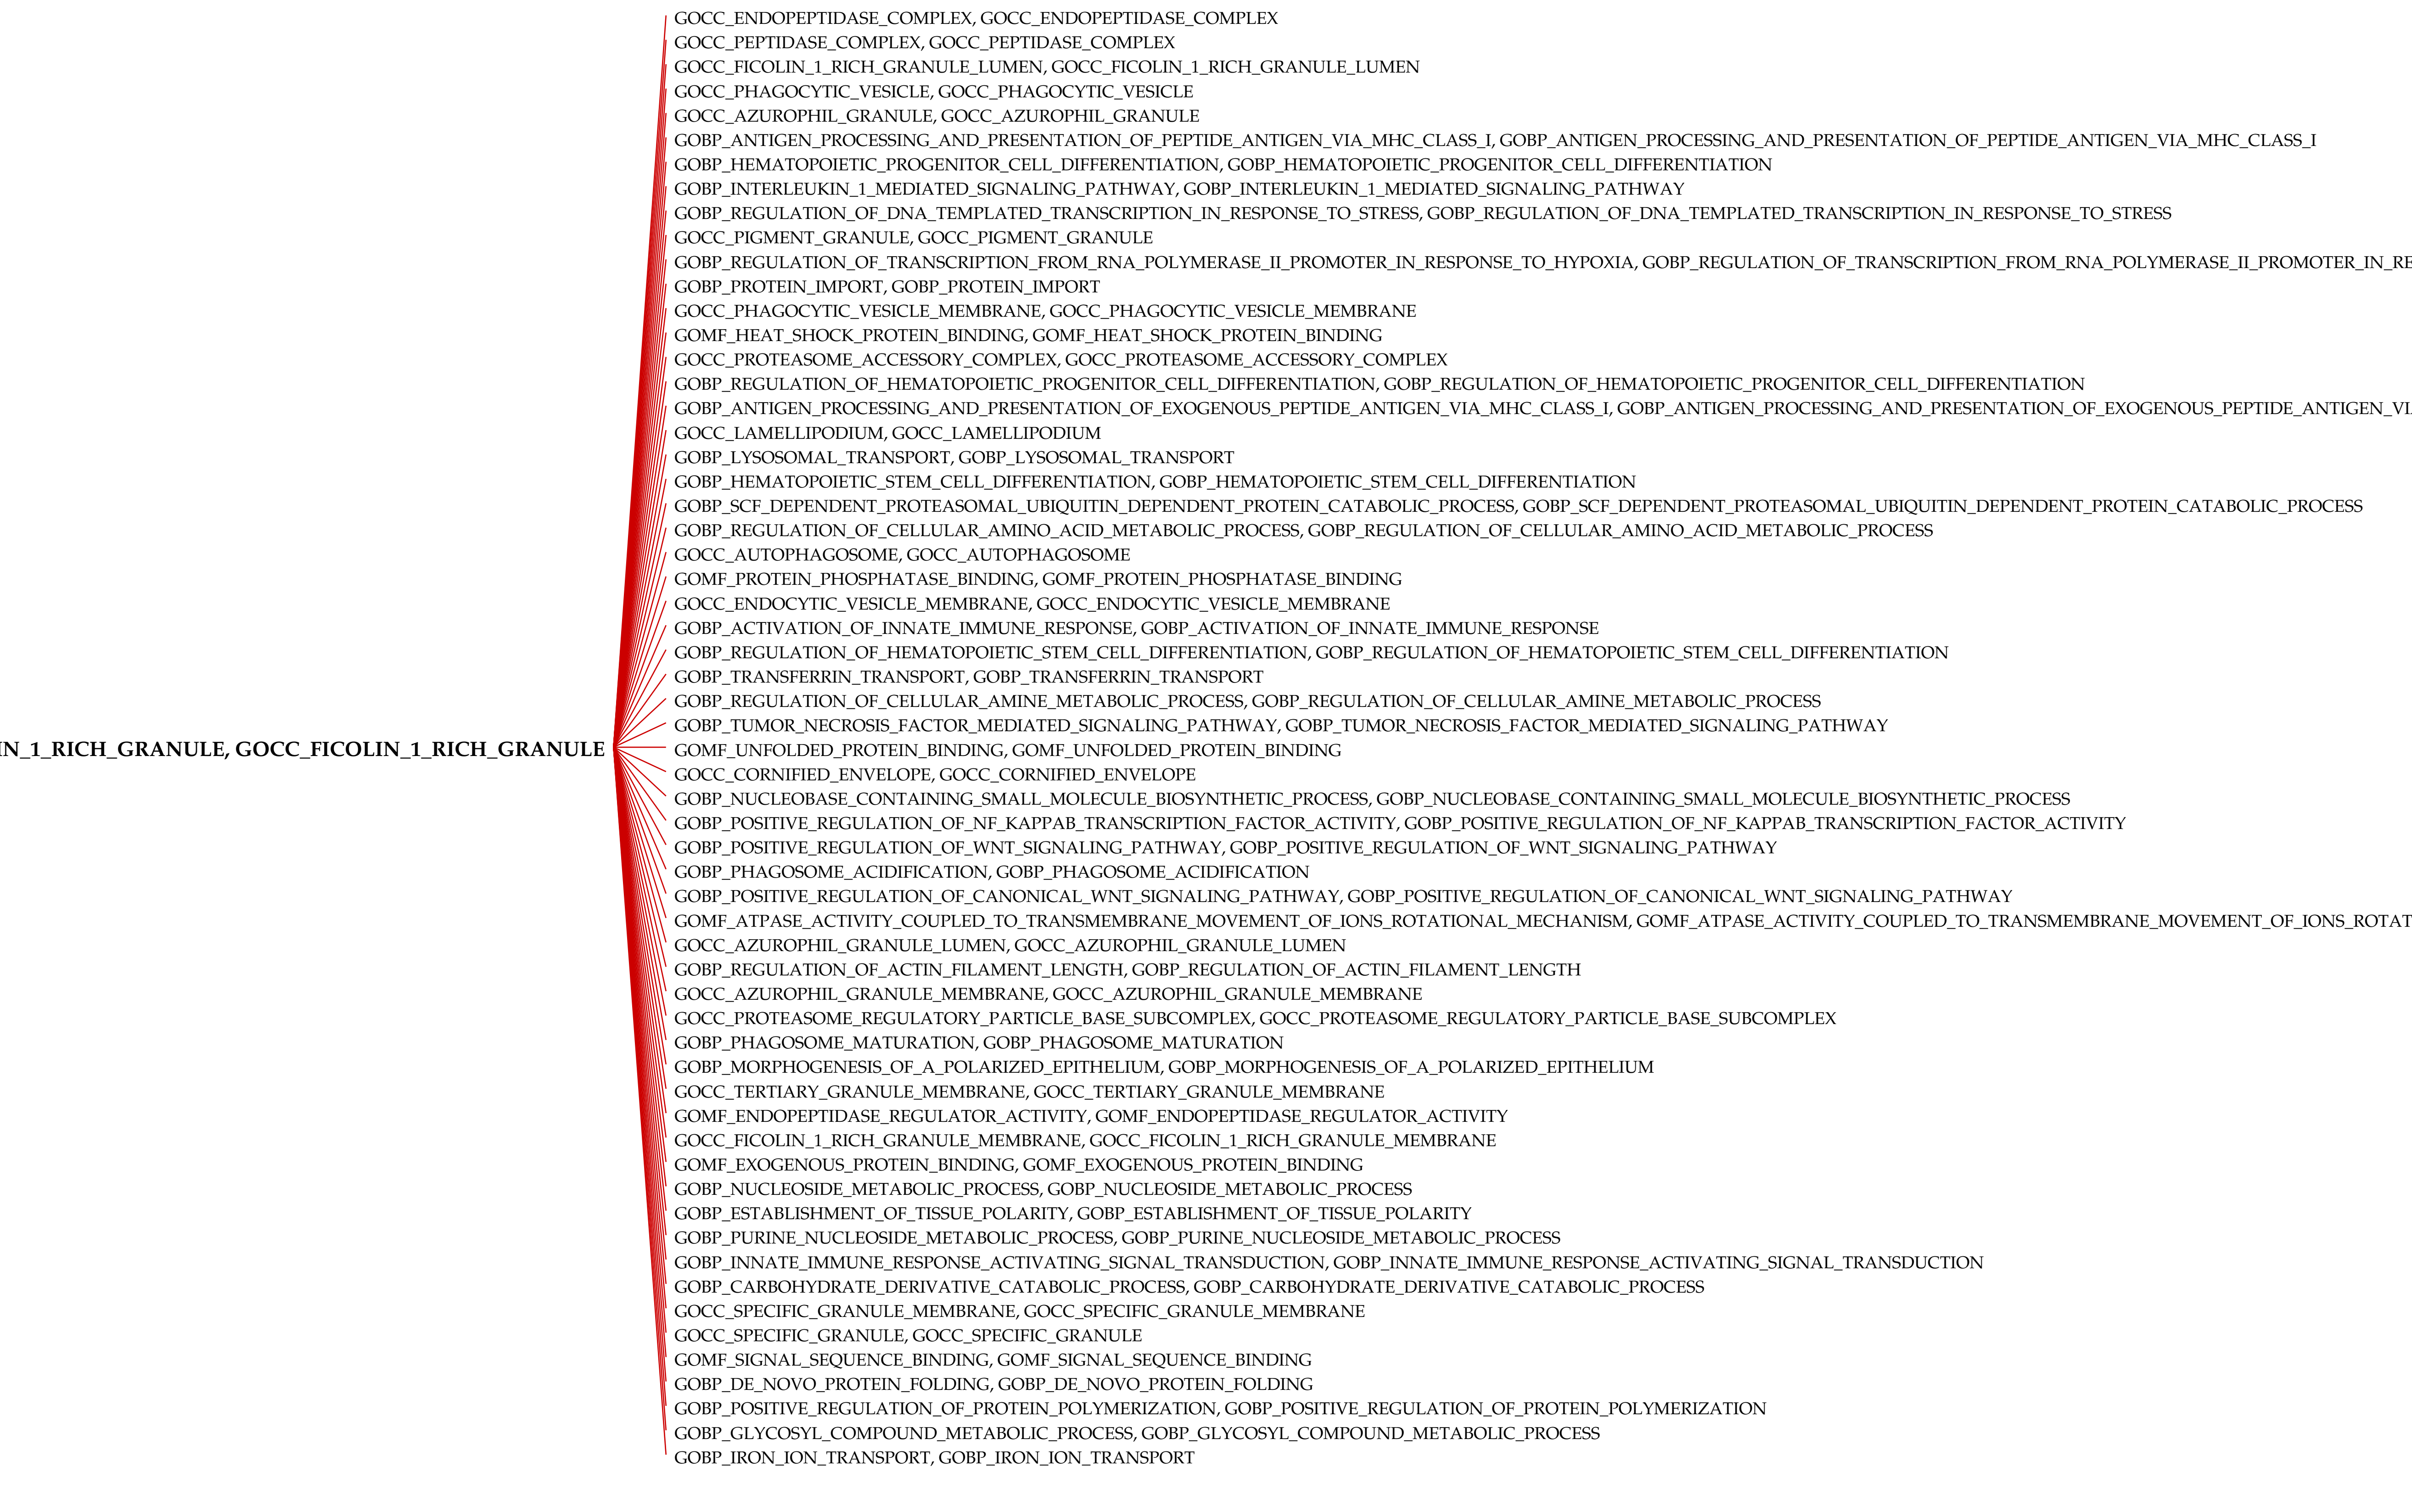 GOCC_ENDOPEPTIDASE_COMPLEX, GOCC_ENDOPEPTIDASE_COMPLEX
GOCC_PEPTIDASE_COMPLEX, GOCC_PEPTIDASE_COMPLEX
GOCC_FICOLIN_1_RICH_GRANULE_LUMEN, GOCC_FICOLIN_1_RICH_GRANULE_LUMEN
GOCC_PHAGOCYTIC_VESICLE, GOCC_PHAGOCYTIC_VESICLE
GOCC_AZUROPHIL_GRANULE, GOCC_AZUROPHIL_GRANULE
GOBP_ANTIGEN_PROCESSING_AND_PRESENTATION_OF_PEPTIDE_ANTIGEN_VIA_MHC_CLASS_I, GOBP_ANTIGEN_PROCESSING_AND_PRESENTATION_OF_PEPTIDE_ANTIGEN_VIA_MHC_CLASS_I
GOBP_HEMATOPOIETIC_PROGENITOR_CELL_DIFFERENTIATION, GOBP_HEMATOPOIETIC_PROGENITOR_CELL_DIFFERENTIATION
GOBP_INTERLEUKIN_1_MEDIATED_SIGNALING_PATHWAY, GOBP_INTERLEUKIN_1_MEDIATED_SIGNALING_PATHWAY
GOBP_REGULATION_OF_DNA_TEMPLATED_TRANSCRIPTION_IN_RESPONSE_TO_STRESS, GOBP_REGULATION_OF_DNA_TEMPLATED_TRANSCRIPTION_IN_RESPONSE_TO_STRESS
GOCC_PIGMENT_GRANULE, GOCC_PIGMENT_GRANULE
GOBP_REGULATION_OF_TRANSCRIPTION_FROM_RNA_POLYMERASE_II_PROMOTER_IN_RESPONSE_TO_HYPOXIA, GOBP_REGULATION_OF_TRANSCRIPTION_FROM_RNA_POLYMERASE_II_PROMOTER_IN_RE
GOBP_PROTEIN_IMPORT, GOBP_PROTEIN_IMPORT
GOCC_PHAGOCYTIC_VESICLE_MEMBRANE, GOCC_PHAGOCYTIC_VESICLE_MEMBRANE
GOMF_HEAT_SHOCK_PROTEIN_BINDING, GOMF_HEAT_SHOCK_PROTEIN_BINDING
GOCC_PROTEASOME_ACCESSORY_COMPLEX, GOCC_PROTEASOME_ACCESSORY_COMPLEX
GOBP_REGULATION_OF_HEMATOPOIETIC_PROGENITOR_CELL_DIFFERENTIATION, GOBP_REGULATION_OF_HEMATOPOIETIC_PROGENITOR_CELL_DIFFERENTIATION
GOBP_ANTIGEN_PROCESSING_AND_PRESENTATION_OF_EXOGENOUS_PEPTIDE_ANTIGEN_VIA_MHC_CLASS_I, GOBP_ANTIGEN_PROCESSING_AND_PRESENTATION_OF_EXOGENOUS_PEPTIDE_ANTIGEN_VIA
GOCC_LAMELLIPODIUM, GOCC_LAMELLIPODIUM
GOBP_LYSOSOMAL_TRANSPORT, GOBP_LYSOSOMAL_TRANSPORT
GOBP_HEMATOPOIETIC_STEM_CELL_DIFFERENTIATION, GOBP_HEMATOPOIETIC_STEM_CELL_DIFFERENTIATION
GOBP_SCF_DEPENDENT_PROTEASOMAL_UBIQUITIN_DEPENDENT_PROTEIN_CATABOLIC_PROCESS, GOBP_SCF_DEPENDENT_PROTEASOMAL_UBIQUITIN_DEPENDENT_PROTEIN_CATABOLIC_PROCESS
GOBP_REGULATION_OF_CELLULAR_AMINO_ACID_METABOLIC_PROCESS, GOBP_REGULATION_OF_CELLULAR_AMINO_ACID_METABOLIC_PROCESS
GOCC_AUTOPHAGOSOME, GOCC_AUTOPHAGOSOME
GOMF_PROTEIN_PHOSPHATASE_BINDING, GOMF_PROTEIN_PHOSPHATASE_BINDING
GOCC_ENDOCYTIC_VESICLE_MEMBRANE, GOCC_ENDOCYTIC_VESICLE_MEMBRANE
GOBP_ACTIVATION_OF_INNATE_IMMUNE_RESPONSE, GOBP_ACTIVATION_OF_INNATE_IMMUNE_RESPONSE
GOBP_REGULATION_OF_HEMATOPOIETIC_STEM_CELL_DIFFERENTIATION, GOBP_REGULATION_OF_HEMATOPOIETIC_STEM_CELL_DIFFERENTIATION
GOBP_TRANSFERRIN_TRANSPORT, GOBP_TRANSFERRIN_TRANSPORT
GOBP_REGULATION_OF_CELLULAR_AMINE_METABOLIC_PROCESS, GOBP_REGULATION_OF_CELLULAR_AMINE_METABOLIC_PROCESS
GOBP_TUMOR_NECROSIS_FACTOR_MEDIATED_SIGNALING_PATHWAY, GOBP_TUMOR_NECROSIS_FACTOR_MEDIATED_SIGNALING_PATHWAY
IN_1_RICH_GRANULE, GOCC_FICOLIN_1_RICH_GRANULE
GOMF_UNFOLDED_PROTEIN_BINDING, GOMF_UNFOLDED_PROTEIN_BINDING
GOCC_CORNIFIED_ENVELOPE, GOCC_CORNIFIED_ENVELOPE
GOBP_NUCLEOBASE_CONTAINING_SMALL_MOLECULE_BIOSYNTHETIC_PROCESS, GOBP_NUCLEOBASE_CONTAINING_SMALL_MOLECULE_BIOSYNTHETIC_PROCESS
GOBP_POSITIVE_REGULATION_OF_NF_KAPPAB_TRANSCRIPTION_FACTOR_ACTIVITY, GOBP_POSITIVE_REGULATION_OF_NF_KAPPAB_TRANSCRIPTION_FACTOR_ACTIVITY
GOBP_POSITIVE_REGULATION_OF_WNT_SIGNALING_PATHWAY, GOBP_POSITIVE_REGULATION_OF_WNT_SIGNALING_PATHWAY
GOBP_PHAGOSOME_ACIDIFICATION, GOBP_PHAGOSOME_ACIDIFICATION
GOBP_POSITIVE_REGULATION_OF_CANONICAL_WNT_SIGNALING_PATHWAY, GOBP_POSITIVE_REGULATION_OF_CANONICAL_WNT_SIGNALING_PATHWAY
GOMF_ATPASE_ACTIVITY_COUPLED_TO_TRANSMEMBRANE_MOVEMENT_OF_IONS_ROTATIONAL_MECHANISM, GOMF_ATPASE_ACTIVITY_COUPLED_TO_TRANSMEMBRANE_MOVEMENT_OF_IONS_ROTAT
GOCC_AZUROPHIL_GRANULE_LUMEN, GOCC_AZUROPHIL_GRANULE_LUMEN
GOBP_REGULATION_OF_ACTIN_FILAMENT_LENGTH, GOBP_REGULATION_OF_ACTIN_FILAMENT_LENGTH
GOCC_AZUROPHIL_GRANULE_MEMBRANE, GOCC_AZUROPHIL_GRANULE_MEMBRANE
GOCC_PROTEASOME_REGULATORY_PARTICLE_BASE_SUBCOMPLEX, GOCC_PROTEASOME_REGULATORY_PARTICLE_BASE_SUBCOMPLEX
GOBP_PHAGOSOME_MATURATION, GOBP_PHAGOSOME_MATURATION
GOBP_MORPHOGENESIS_OF_A_POLARIZED_EPITHELIUM, GOBP_MORPHOGENESIS_OF_A_POLARIZED_EPITHELIUM
GOCC_TERTIARY_GRANULE_MEMBRANE, GOCC_TERTIARY_GRANULE_MEMBRANE
GOMF_ENDOPEPTIDASE_REGULATOR_ACTIVITY, GOMF_ENDOPEPTIDASE_REGULATOR_ACTIVITY
GOCC_FICOLIN_1_RICH_GRANULE_MEMBRANE, GOCC_FICOLIN_1_RICH_GRANULE_MEMBRANE
GOMF_EXOGENOUS_PROTEIN_BINDING, GOMF_EXOGENOUS_PROTEIN_BINDING
GOBP_NUCLEOSIDE_METABOLIC_PROCESS, GOBP_NUCLEOSIDE_METABOLIC_PROCESS
GOBP_ESTABLISHMENT_OF_TISSUE_POLARITY, GOBP_ESTABLISHMENT_OF_TISSUE_POLARITY
GOBP_PURINE_NUCLEOSIDE_METABOLIC_PROCESS, GOBP_PURINE_NUCLEOSIDE_METABOLIC_PROCESS
GOBP_INNATE_IMMUNE_RESPONSE_ACTIVATING_SIGNAL_TRANSDUCTION, GOBP_INNATE_IMMUNE_RESPONSE_ACTIVATING_SIGNAL_TRANSDUCTION
GOBP_CARBOHYDRATE_DERIVATIVE_CATABOLIC_PROCESS, GOBP_CARBOHYDRATE_DERIVATIVE_CATABOLIC_PROCESS
GOCC_SPECIFIC_GRANULE_MEMBRANE, GOCC_SPECIFIC_GRANULE_MEMBRANE
GOCC_SPECIFIC_GRANULE, GOCC_SPECIFIC_GRANULE
GOMF_SIGNAL_SEQUENCE_BINDING, GOMF_SIGNAL_SEQUENCE_BINDING
GOBP_DE_NOVO_PROTEIN_FOLDING, GOBP_DE_NOVO_PROTEIN_FOLDING
GOBP_POSITIVE_REGULATION_OF_PROTEIN_POLYMERIZATION, GOBP_POSITIVE_REGULATION_OF_PROTEIN_POLYMERIZATION
GOBP_GLYCOSYL_COMPOUND_METABOLIC_PROCESS, GOBP_GLYCOSYL_COMPOUND_METABOLIC_PROCESS
GOBP_IRON_ION_TRANSPORT, GOBP_IRON_ION_TRANSPORT